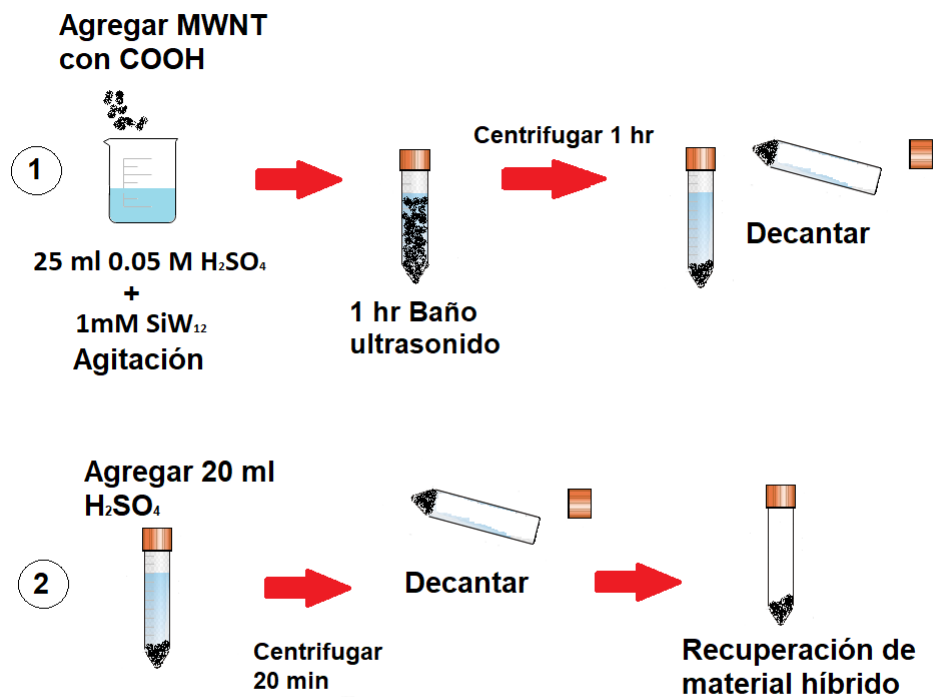 Agregar MWNT
con COOH
1
25 ml 0.05 M H₂SO₄
+
1mM SiW₁₂
Agitación
1 hr Baño
ultrasonido
Centrifugar 1 hr
Decantar
2
Agregar 20 ml
H₂SO₄
Centrifugar
20 min
Decantar
Recuperación de
material híbrido